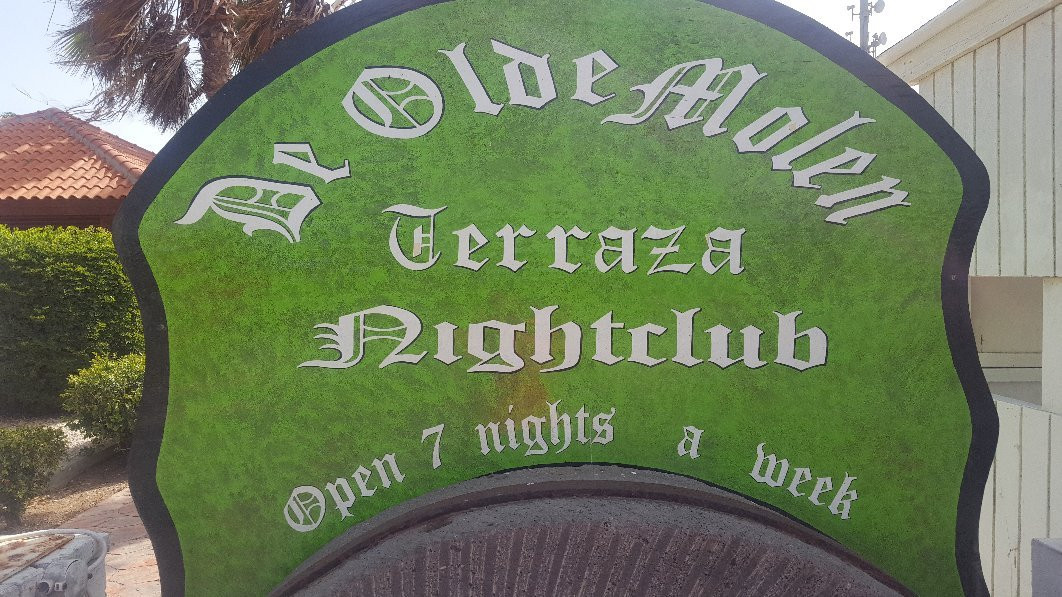 De Olde Molen
Terraza
Nightclub
Open 7 nights a week